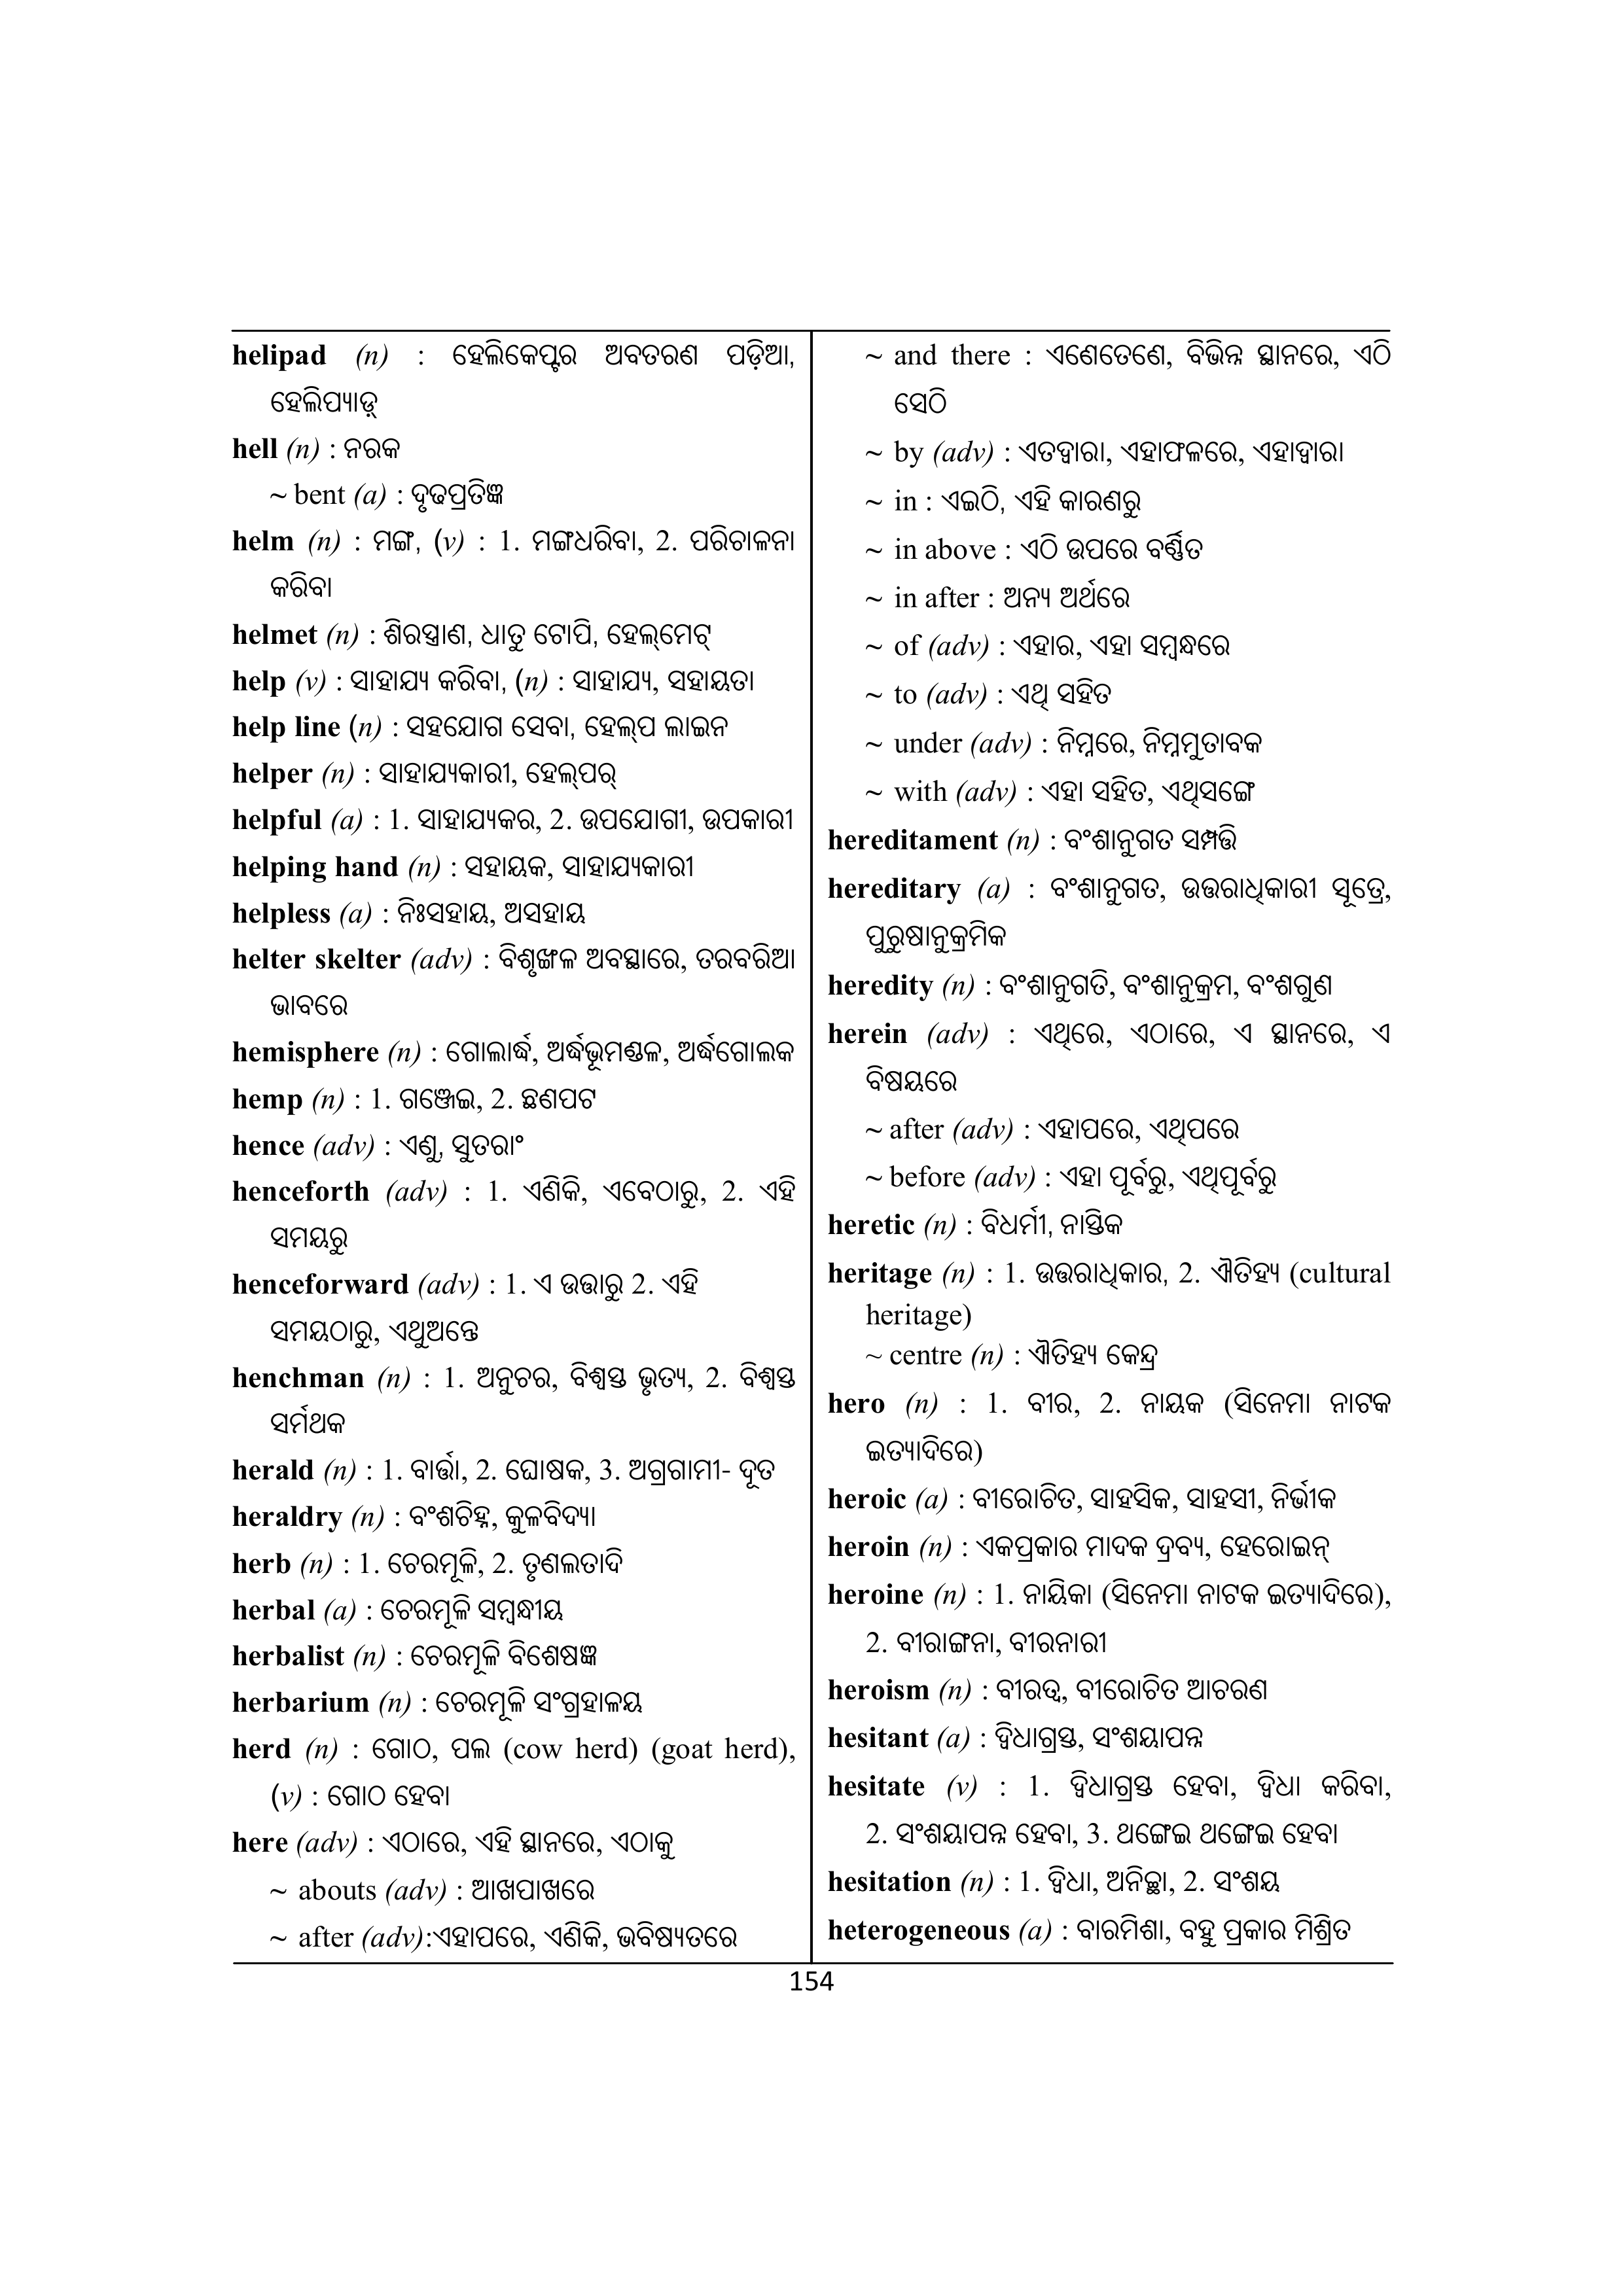 helipad (n) : ହେଲିକେପ୍ଟର ଅବତରଣ ପଡ଼ିଆ,
ହେଲିପ୍ୟାଡ଼୍
hell (n) : ନରକ
~ bent (a) : ଦୃଢପ୍ରତିଜ୍ଞ
helm (n) : ମଙ୍ଗ, (v) : 1. ମଙ୍ଗଧରିବା, 2. ପରିଚାଳନା
କରିବା
helmet (n) : ଶିରସ୍ତ୍ରାଣ, ଧାତୁ ଟୋପି, ହେଲ୍‌ମେଟ୍
help (v) : ସାହାଯ୍ୟ କରିବା, (n) : ସାହାଯ୍ୟ, ସହାୟତା
help line (n) : ସହଯୋଗ ସେବା, ହେଲ୍‌ପ ଲାଇନ
helper (n) : ସାହାଯ୍ୟକାରୀ, ହେଲ୍‌ପର୍
helpful (a) : 1. ସାହାଯ୍ୟକର, 2. ଉପଯୋଗୀ, ଉପକାରୀ
helping hand (n) : ସହାୟକ, ସାହାଯ୍ୟକାରୀ
helpless (a) : ନିଃସହାୟ, ଅସହାୟ
helter skelter (adv) : ବିଶୃଙ୍ଖଳ ଅବସ୍ଥାରେ, ତରବରିଆ
ଭାବରେ
hemisphere (n) : ଗୋଲାର୍ଦ୍ଧ, ଅର୍ଦ୍ଧଭୂମଣ୍ଡଳ, ଅର୍ଦ୍ଧଗୋଲକ
hemp (n) : 1. ଗଞ୍ଜେଇ, 2. ଛଣପଟ
hence (adv) : ଏଣୁ, ସୁତରାଂ
henceforth (adv) : 1. ଏଣିକି, ଏବେଠାରୁ, 2. ଏହି
ସମୟରୁ
henceforward (adv) : 1. ଏ ଉତ୍ତାରୁ 2. ଏହି
ସମୟଠାରୁ, ଏଥୁଅନ୍ତେ
henchman (n) : 1. ଅନୁଚର, ବିଶ୍ୱସ୍ତ ଭୃତ୍ୟ, 2. ବିଶ୍ୱସ୍ତ
ସର୍ମଥକ
herald (n) : 1. ବାର୍ତ୍ତା, 2. ଘୋଷକ, 3. ଅଗ୍ରଗାମୀ- ଦୂତ
heraldry (n) : ବଂଶଚିହ୍ନ, କୁଳବିଦ୍ୟା
herb (n) : 1. ଚେରମୂଳି, 2. ତୃଣଲତାଦି
herbal (a) : ଚେରମୂଳି ସମ୍ବନ୍ଧୀୟ
herbalist (n) : ଚେରମୂଳି ବିଶେଷଜ୍ଞ
herbarium (n) : ଚେରମୂଳି ସଂଗ୍ରହାଳୟ
herd (n) : ଗୋଠ, ପଲ (cow herd) (goat herd),
(v) : ଗୋଠ ହେବା
here (adv) : ଏଠାରେ, ଏହି ସ୍ଥାନରେ, ଏଠାକୁ
~ abouts (adv) : ଆଖପାଖରେ
~ after (adv):ଏହାପରେ, ଏଣିକି, ଭବିଷ୍ୟତରେ
~ and there : ଏଣେତେଣେ, ବିଭିନ୍ନ ସ୍ଥାନରେ, ଏଠି
ସେଠି
~ by (adv) : ଏତଦ୍ୱାରା, ଏହାଫଳରେ, ଏହାଦ୍ୱାରା
~ in : ଏଇଠି, ଏହି କାରଣରୁ
~ in above : ଏଠି ଉପରେ ବର୍ଣ୍ଣିତ
~ in after : ଅନ୍ୟ ଅର୍ଥରେ
~ of (adv) : ଏହାର, ଏହା ସମ୍ବନ୍ଧରେ
~ to (adv) : ଏଥି ସହିତ
~ under (adv) : ନିମ୍ନରେ, ନିମ୍ନମୁତାବକ
~ with (adv) : ଏହା ସହିତ, ଏଥିସଙ୍ଗେ
hereditament (n) : ବଂଶାନୁଗତ ସମ୍ପତ୍ତି
hereditary (a) : ବଂଶାନୁଗତ, ଉତ୍ତରାଧିକାରୀ ସୂତ୍ରେ,
ପୁରୁଷାନୁକ୍ରମିକ
heredity (n) : ବଂଶାନୁଗତି, ବଂଶାନୁକ୍ରମ, ବଂଶଗୁଣ
herein (adv) : ଏଥିରେ, ଏଠାରେ, ଏ ସ୍ଥାନରେ, ଏ
ବିଷୟରେ
~ after (adv) : ଏହାପରେ, ଏଥିପରେ
~ before (adv) : ଏହା ପୂର୍ବରୁ, ଏଥିପୂର୍ବରୁ
heretic (n) : ବିଧର୍ମୀ, ନାସ୍ତିକ
heritage (n) : 1. ଉତ୍ତରାଧିକାର, 2. ଐତିହ୍ୟ (cultural
heritage)
~ centre (n) : ଐତିହ୍ୟ କେନ୍ଦ୍ର
hero (n) : 1. ବୀର, 2. ନାୟକ (ସିନେମା ନାଟକ
ଇତ୍ୟାଦିରେ)
heroic (a) : ବୀରୋଚିତ, ସାହସିକ, ସାହସୀ, ନିର୍ଭୀକ
heroin (n) : ଏକପ୍ରକାର ମାଦକ ଦ୍ରବ୍ୟ, ହେରୋଇନ୍
heroine (n) : 1. ନାୟିକା (ସିନେମା ନାଟକ ଇତ୍ୟାଦିରେ),
2. ବୀରାଙ୍ଗନା, ବୀରନାରୀ
heroism (n) : ବୀରତ୍ୱ, ବୀରୋଚିତ ଆଚରଣ
hesitant (a) : ଦ୍ୱିଧାଗ୍ରସ୍ତ, ସଂଶୟାପନ୍ନ
hesitate (v) : 1. ଦ୍ୱିଧାଗ୍ରସ୍ତ ହେବା, ଦ୍ୱିଧା କରିବା,
2. ସଂଶୟାପନ୍ନ ହେବା, 3. ଥଙ୍ଗେଇ ଥଙ୍ଗେଇ ହେବା
hesitation (n) : 1. ଦ୍ୱିଧା, ଅନିଚ୍ଛା, 2. ସଂଶୟ
heterogeneous (a) : ବାରମିଶା, ବହୁ ପ୍ରକାର ମିଶ୍ରିତ
154